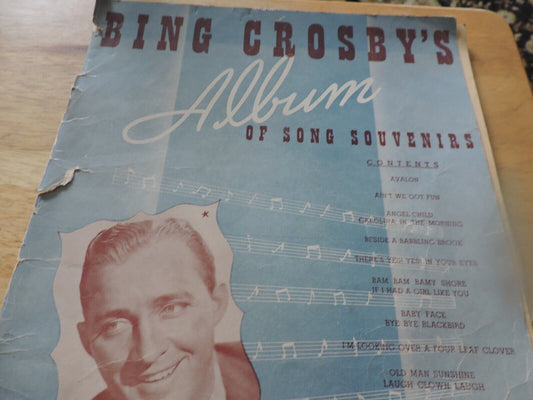 BING CROSBY'S
Album
OF SONG SOUVENIRS
CONTENTS
AVALON
AIN'T WE GOT FUN
ANGEL CHILD
CAROLINA IN THE MORNING
BESIDE A BABBLING BROOK
THERE'S YES! YES! IN YOUR EYES
BAM BAM BAMY SHORE
IF I HAD A GIRL LIKE YOU
BABY FACE
BYE BYE BLACKBIRD
I'M LOOKING OVER A FOUR LEAF CLOVER
OLD MAN SUNSHINE
LAUGH CLOWN LAUGH